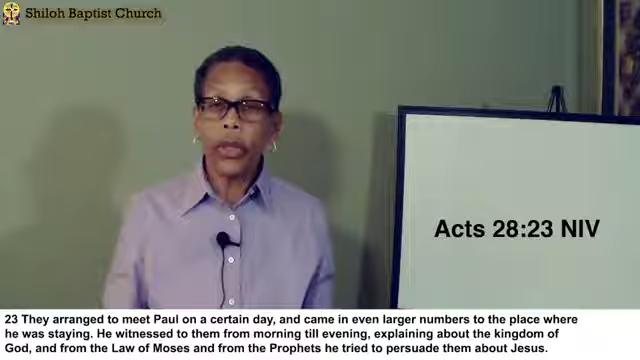 Shiloh Baptist Church
Acts 28:23 NIV
23 They arranged to meet Paul on a certain day, and came in even larger numbers to the place where
he was staying. He witnessed to them from morning till evening, explaining about the kingdom of
God, and from the Law of Moses and from the Prophets he tried to persuade them about Jesus.